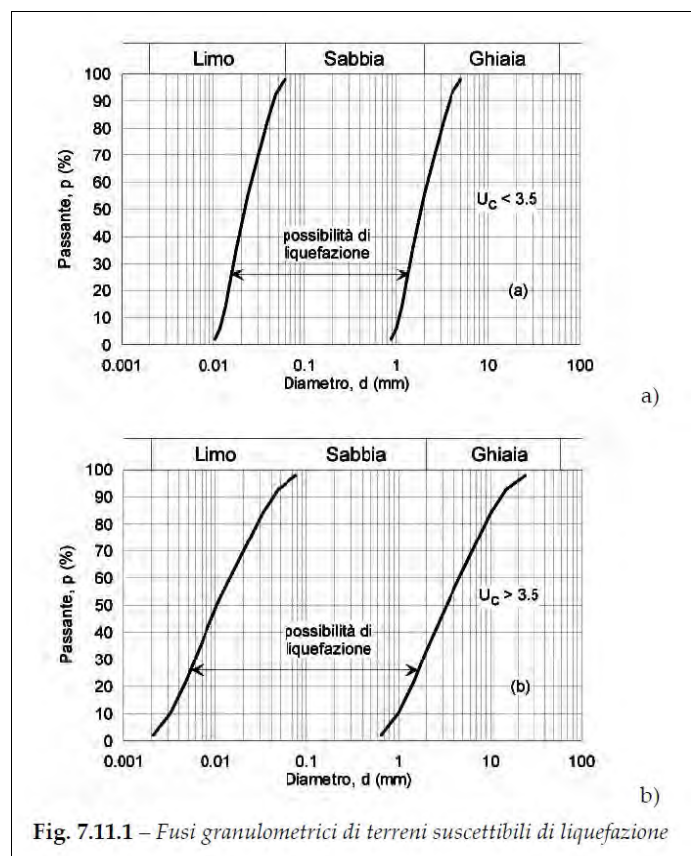 Limo Sabbia Ghiaia
100
90
80
70
60
50
40
30
20
10
0
Passante, p (%)
U_C < 3.5
possibilità di
liquefazione
(a)
0.001 0.01 0.1 1 10 100
Diametro, d (mm)
a)
Limo Sabbia Ghiaia
100
90
80
70
60
50
40
30
20
10
0
Passante, p (%)
U_C > 3.5
possibilità di
liquefazione
(b)
0.001 0.01 0.1 1 10 100
Diametro, d (mm)
b)
Fig. 7.11.1 – Fusi granulometrici di terreni suscettibili di liquefazione